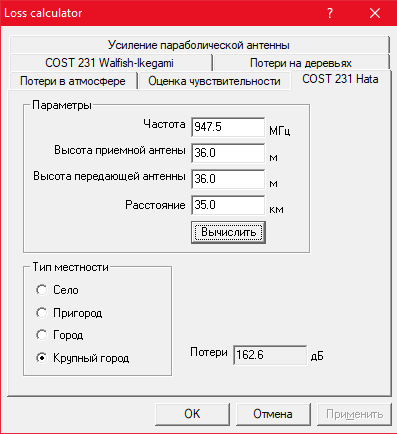 Loss calculator
Усиление параболической антенны
COST 231 Walfish-Ikegami
Потери на деревьях
Потери в атмосфере
Оценка чувствительности
COST 231 Hata
Параметры
Частота 947.5 МГц
Высота приемной антены 36.0 м
Высота передающей антенны 36.0 м
Расстояние 35.0 км
Вычислить
Тип местности
Село
Пригород
Город
Крупный город
Потери 162.6 дБ
OK
Отмена
Применить